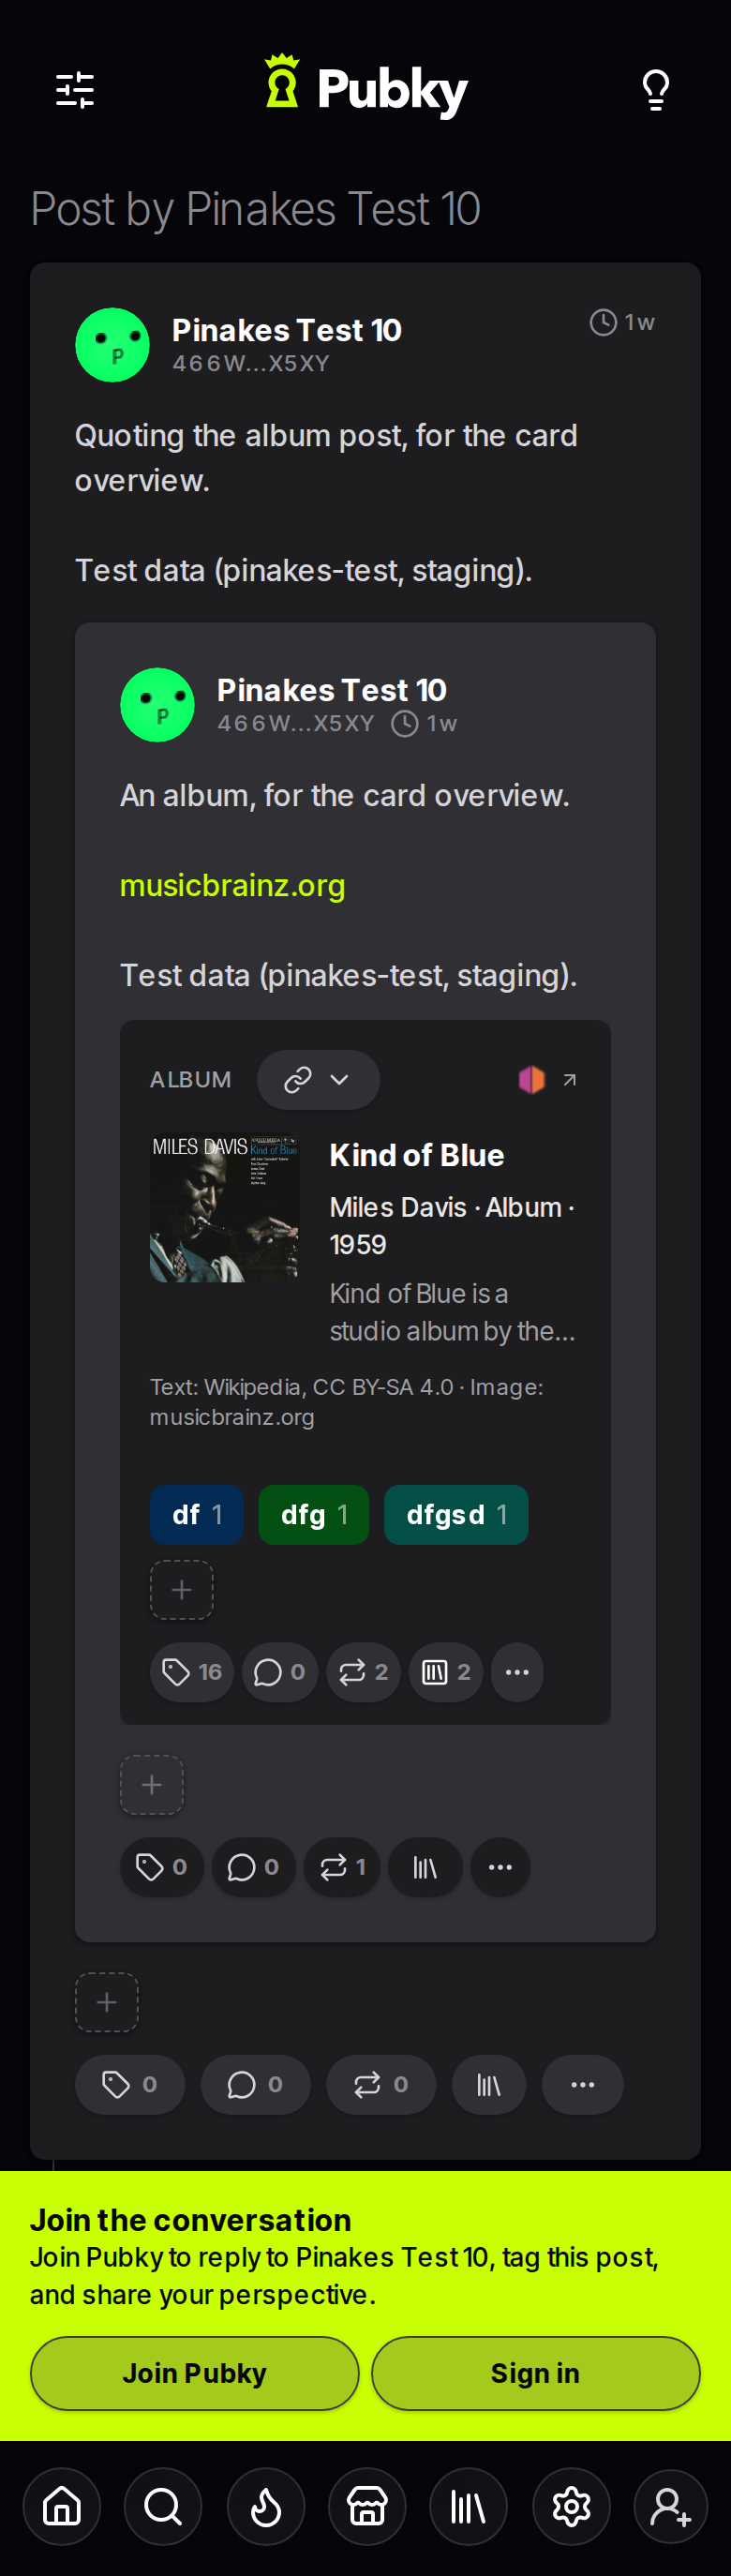 Pubky
Post by Pinakes Test 10
Pinakes Test 10
1w
466W...X5XY
Quoting the album post, for the card
overview.
Test data (pinakes-test, staging).
Pinakes Test 10
466W...X5XY 1w
An album, for the card overview.
musicbrainz.org
Test data (pinakes-test, staging).
ALBUM
MILES DAVIS Kind of Blue
Kind of Blue
Miles Davis · Album ·
1959
Kind of Blue is a
studio album by the...
Text: Wikipedia, CC BY-SA 4.0 · Image:
musicbrainz.org
df 1 dfg 1 dfgsd 1
16 0 2 2
0 0 1
0 0 0
Join the conversation
Join Pubky to reply to Pinakes Test 10, tag this post,
and share your perspective.
Join Pubky Sign in